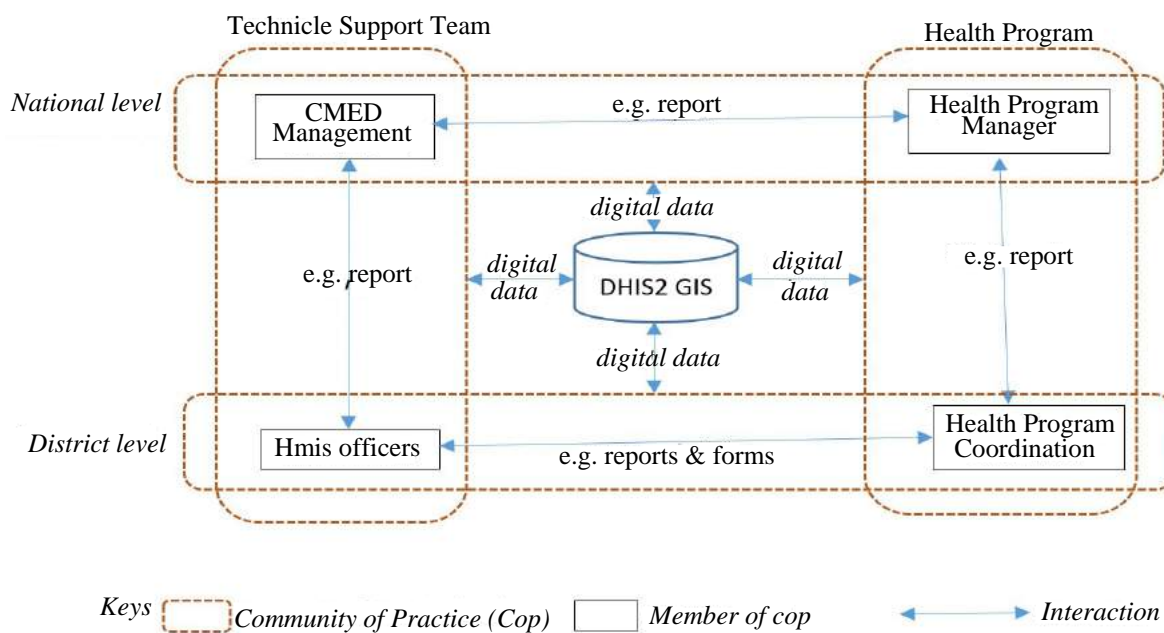 Technicle Support Team
Health Program
National level
CMED
Management
e.g. report
Health Program
Manager
digital data
e.g. report
digital
data
DHIS2 GIS
digital
data
e.g. report
digital data
District level
Hmis officers
e.g. reports & forms
Health Program
Coordination
Keys
Community of Practice (Cop)
Member of cop
Interaction